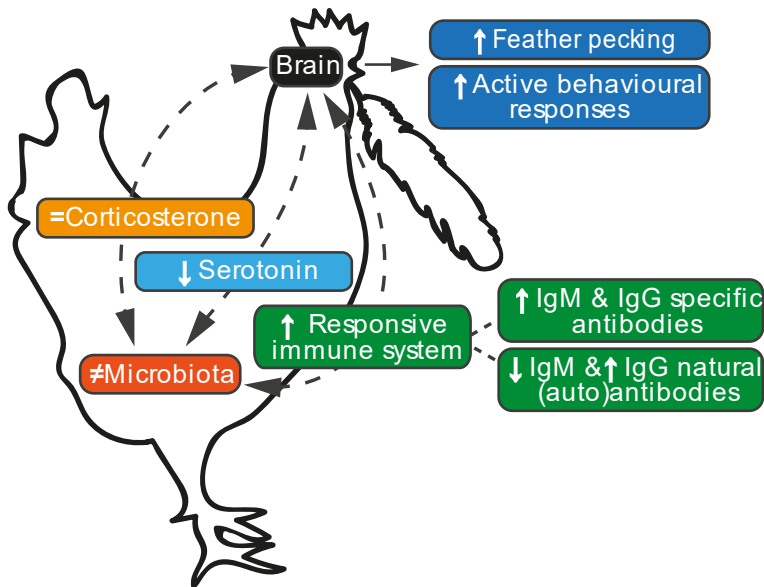 Brain
↑ Feather pecking
↑ Active behavioural
responses
=Corticosterone
↓ Serotonin
↑ Responsive
immune system
↑ IgM & IgG specific
antibodies
≠Microbiota
↓ IgM &↑ IgG natural
(auto)antibodies